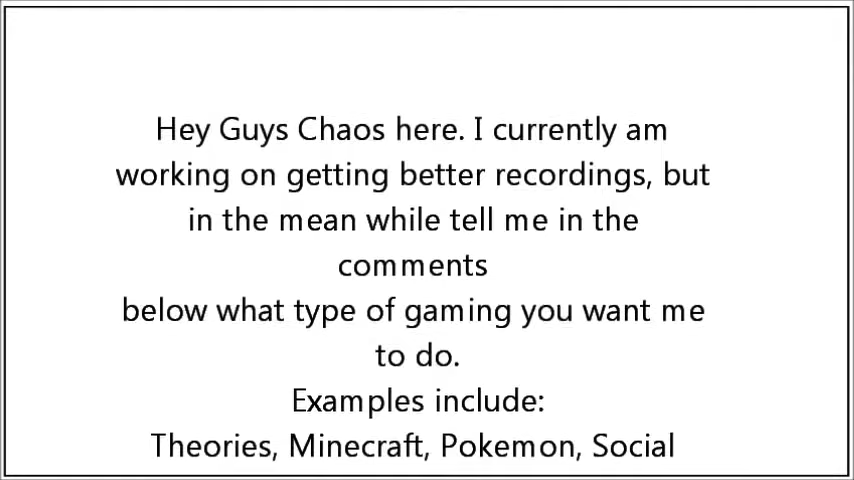 Hey Guys Chaos here. I currently am
working on getting better recordings, but
in the mean while tell me in the
comments
below what type of gaming you want me
to do.
Examples include:
Theories, Minecraft, Pokemon, Social